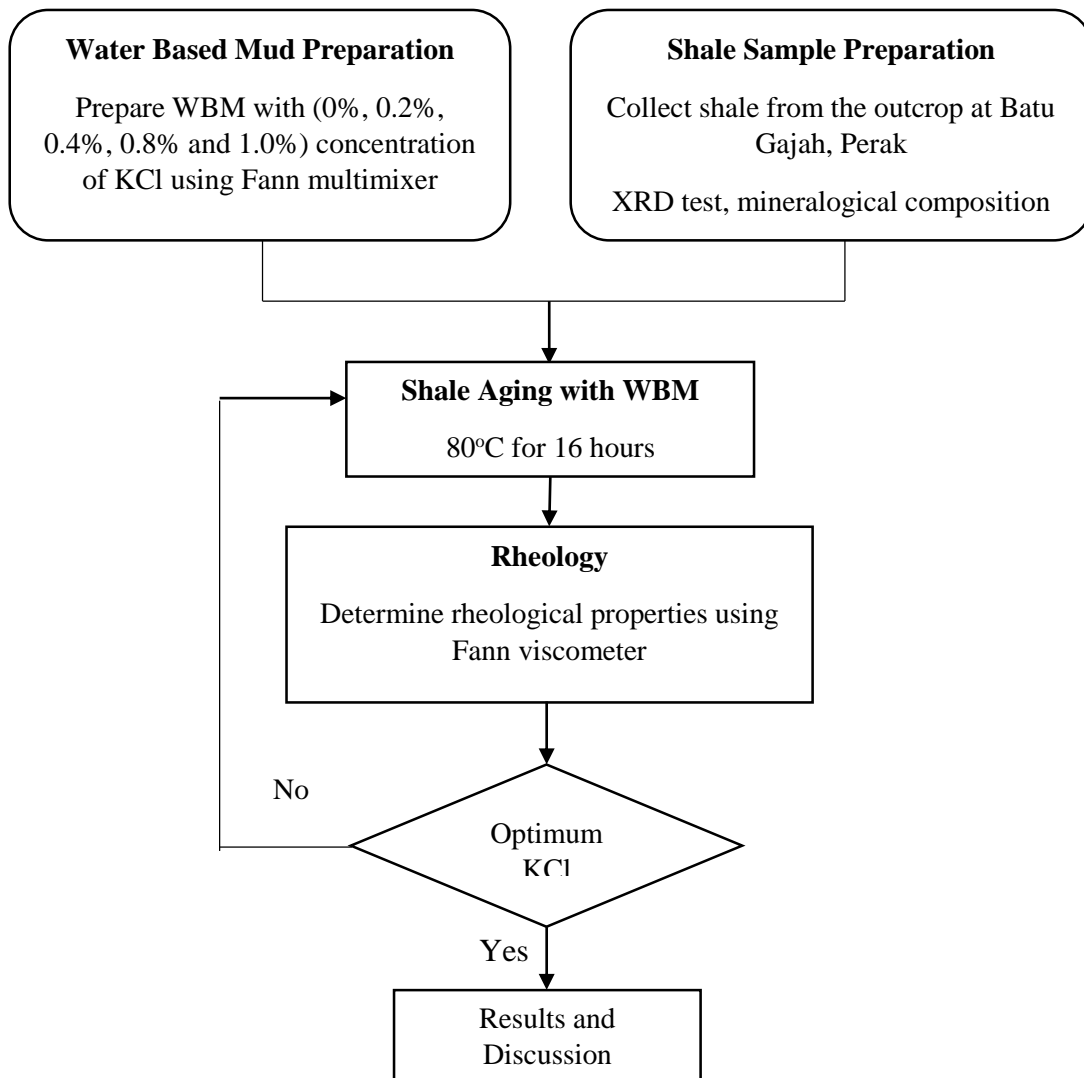 Water Based Mud Preparation
Prepare WBM with (0%, 0.2%,
0.4%, 0.8% and 1.0%) concentration
of KCl using Fann multimixer
Shale Sample Preparation
Collect shale from the outcrop at Batu
Gajah, Perak
XRD test, mineralogical composition
Shale Aging with WBM
80°C for 16 hours
Rheology
Determine rheological properties using
Fann viscometer
No
Optimum
KCl
Yes
Results and
Discussion